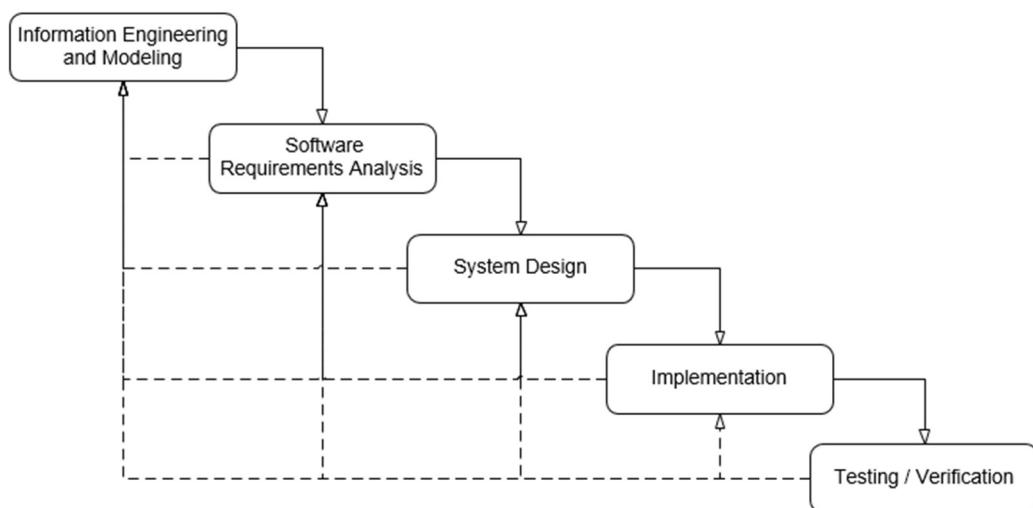 Information Engineering
and Modeling
Software
Requirements Analysis
System Design
Implementation
Testing / Verification